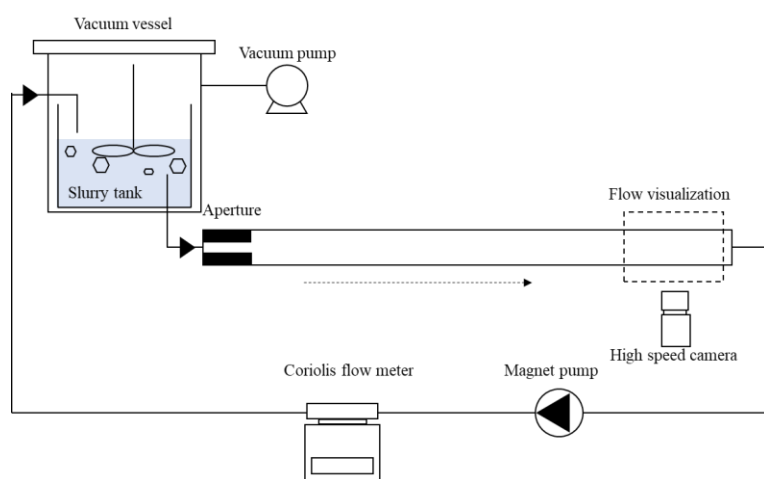 Vacuum vessel
Vacuum pump
Slurry tank
Aperture
Flow visualization
High speed camera
Coriolis flow meter
Magnet pump